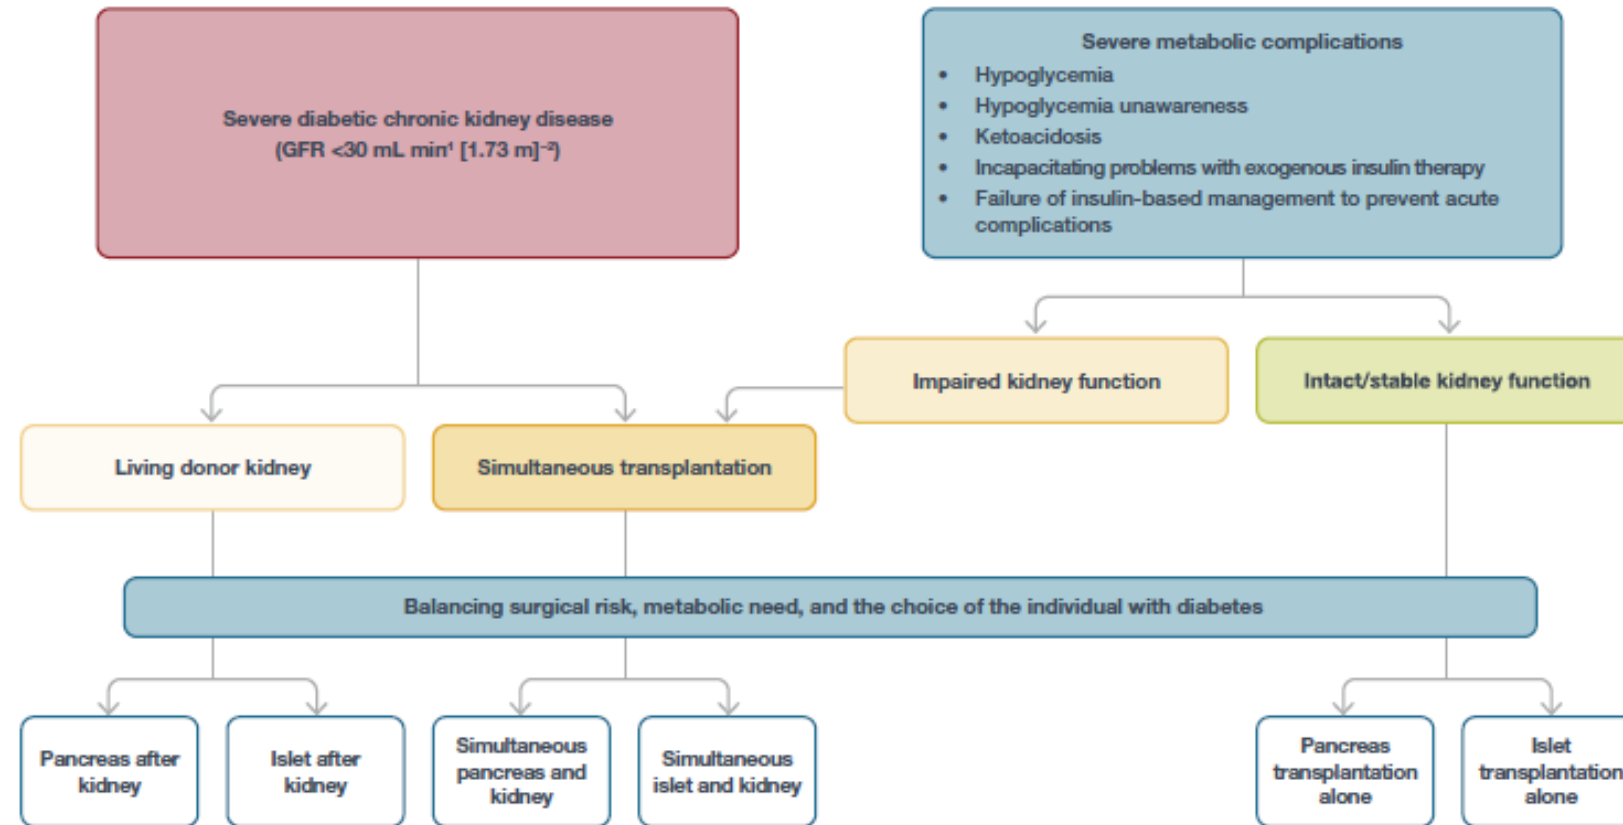 Severe diabetic chronic kidney disease
(GFR <30 mL min¹ [1.73 m]⁻²)
Severe metabolic complications
• Hypoglycemia
• Hypoglycemia unawareness
• Ketoacidosis
• Incapacitating problems with exogenous insulin therapy
• Failure of insulin-based management to prevent acute
complications
Impaired kidney function
Intact/stable kidney function
Living donor kidney
Simultaneous transplantation
Balancing surgical risk, metabolic need, and the choice of the individual with diabetes
Pancreas after
kidney
Islet after
kidney
Simultaneous
pancreas and
kidney
Simultaneous
islet and kidney
Pancreas
transplantation
alone
Islet
transplantation
alone